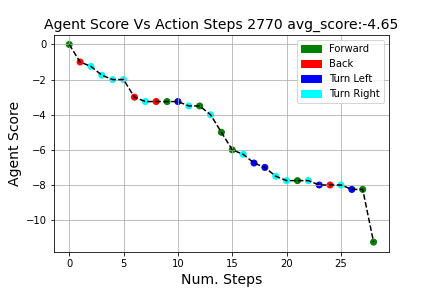 Agent Score Vs Action Steps 2770 avg_score:-4.65
Agent Score
0
−2
−4
−6
−8
−10
Forward
Back
Turn Left
Turn Right
0 5 10 15 20 25
Num. Steps